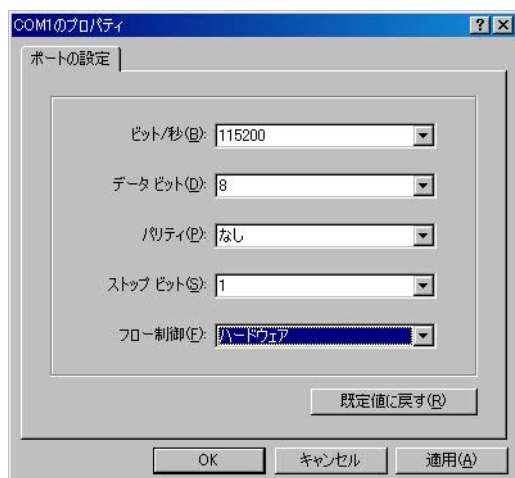 COM1のプロパティ
ポートの設定
ビット/秒(B): 115200
データ ビット(D): 8
パリティ(P): なし
ストップ ビット(S): 1
フロー制御(F): ハードウェア
既定値に戻す(R)
OK キャンセル 適用(A)